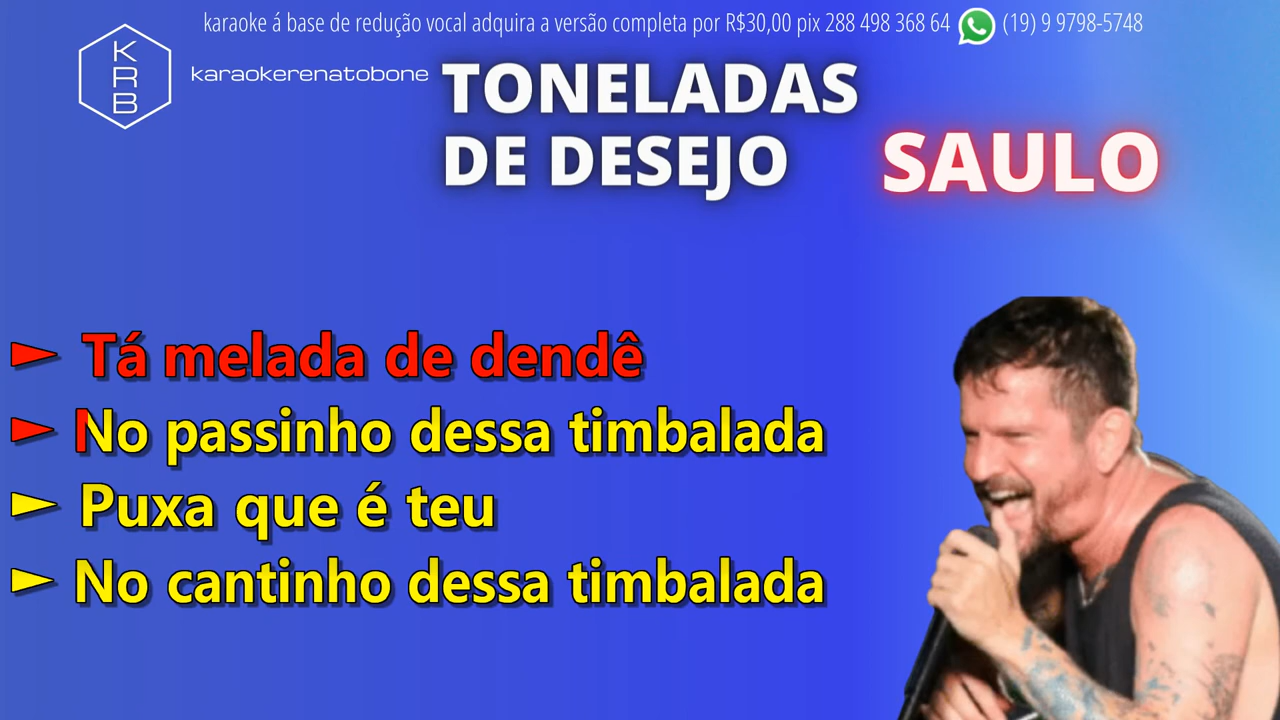 karaoke á base de redução vocal adquira a versão completa por R$30,00 pix 288 498 368 64 (19) 9 9798-5748
KRB
karaokerenatobone
TONELADAS
DE DESEJO
SAULO
Tá melada de dendê
No passinho dessa timbalada
Puxa que é teu
No cantinho dessa timbalada